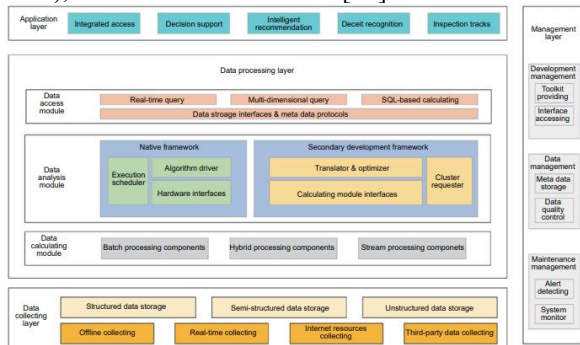 Application
layer
Integrated access
Decision support
Intelligent
recommendation
Deceit recognition
Inspection tracks
Data processing layer
Data
access
module
Real-time query
Multi-dimensional query
SQL-based calculating
Data stroage interfaces & meta data protocols
Data
analysis
module
Native framework
Execution
scheduler
Algorithm driver
Hardware interfaces
Secondary development framework
Translator & optimizer
Calculating module interfaces
Cluster
requester
Data
calculating
module
Batch processing components
Hybrid processing components
Stream processing componets
Data
collecting
layer
Structured data storage
Semi-structured data storage
Unstructured data storage
Offline collecting
Real-time collecting
Internet resources
collecting
Third-party data collecting
Management
layer
Development
management
Toolkit
providing
Interface
accessing
Data
management
Meta data
storage
Data
quality
control
Maintenance
management
Alert
detecting
System
monitor